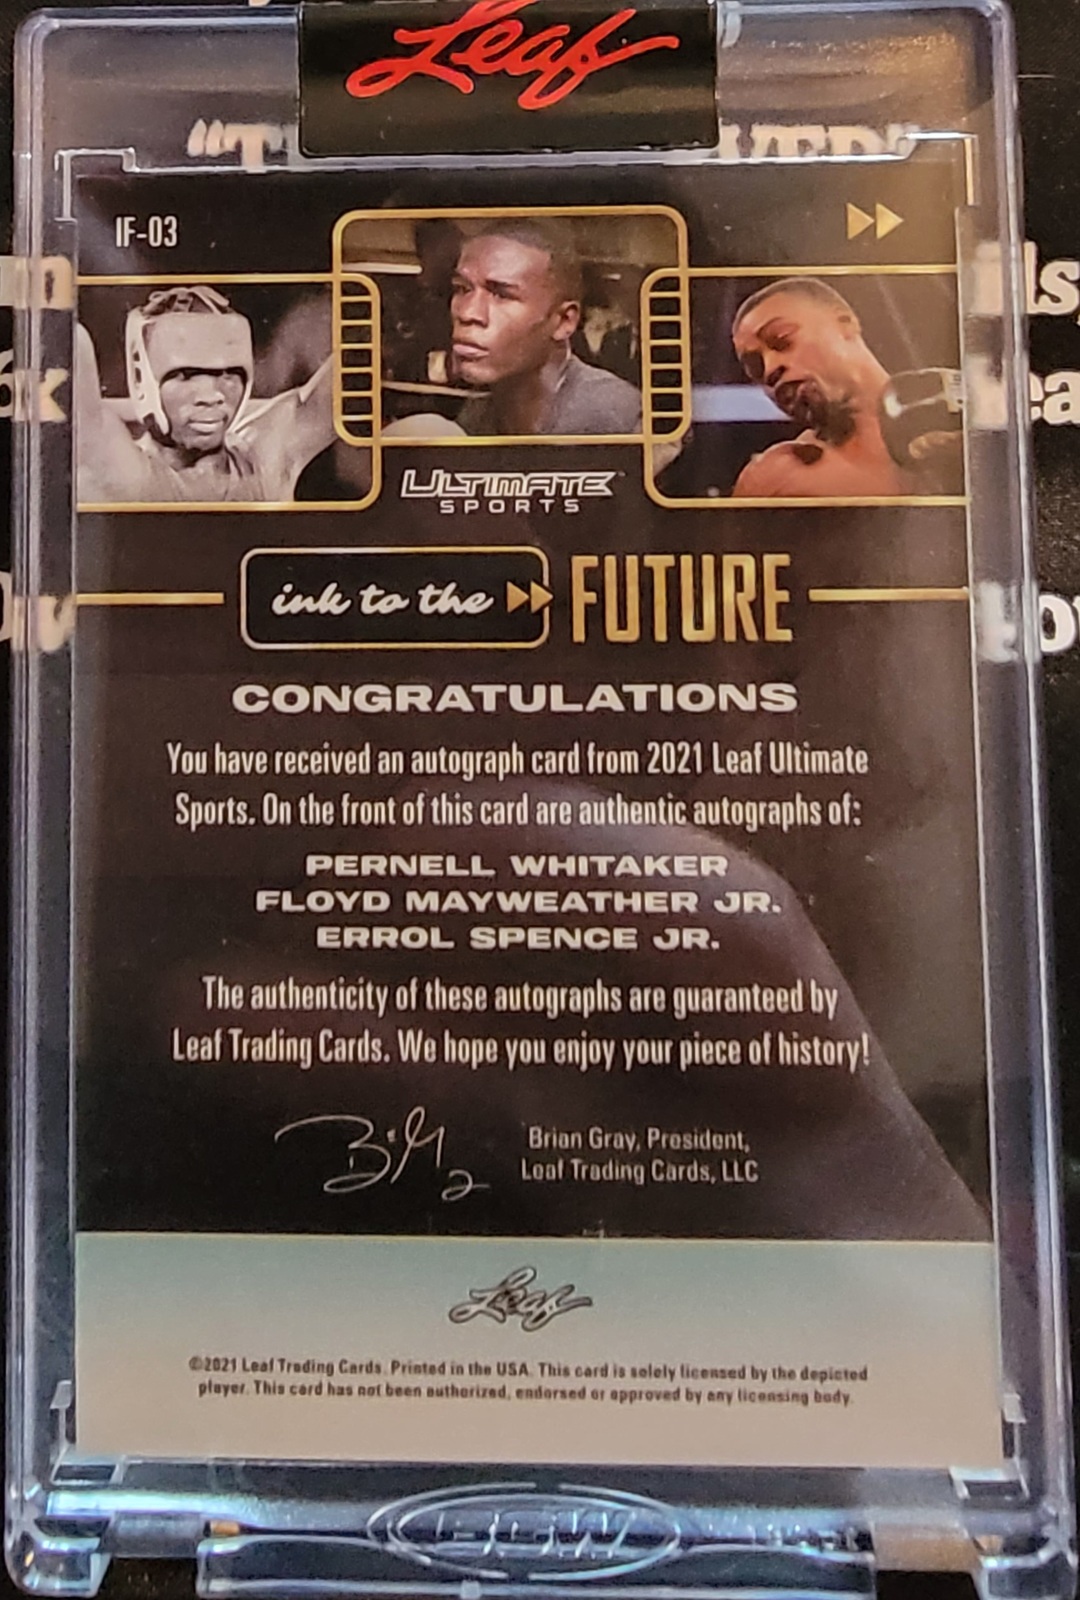 Leaf
IF-03
ULTIMATE
SPORTS
ink to the FUTURE
CONGRATULATIONS
You have received an autograph card from 2021 Leaf Ultimate
Sports. On the front of this card are authentic autographs of:
PERNELL WHITAKER
FLOYD MAYWEATHER JR.
ERROL SPENCE JR.
The authenticity of these autographs are guaranteed by
Leaf Trading Cards. We hope you enjoy your piece of history!
Brian Gray, President,
Leaf Trading Cards, LLC
Leaf
©2021 Leaf Trading Cards. Printed in the USA. This card is solely licensed by the depicted
player. This card has not been authorized, endorsed or approved by any licensing body.